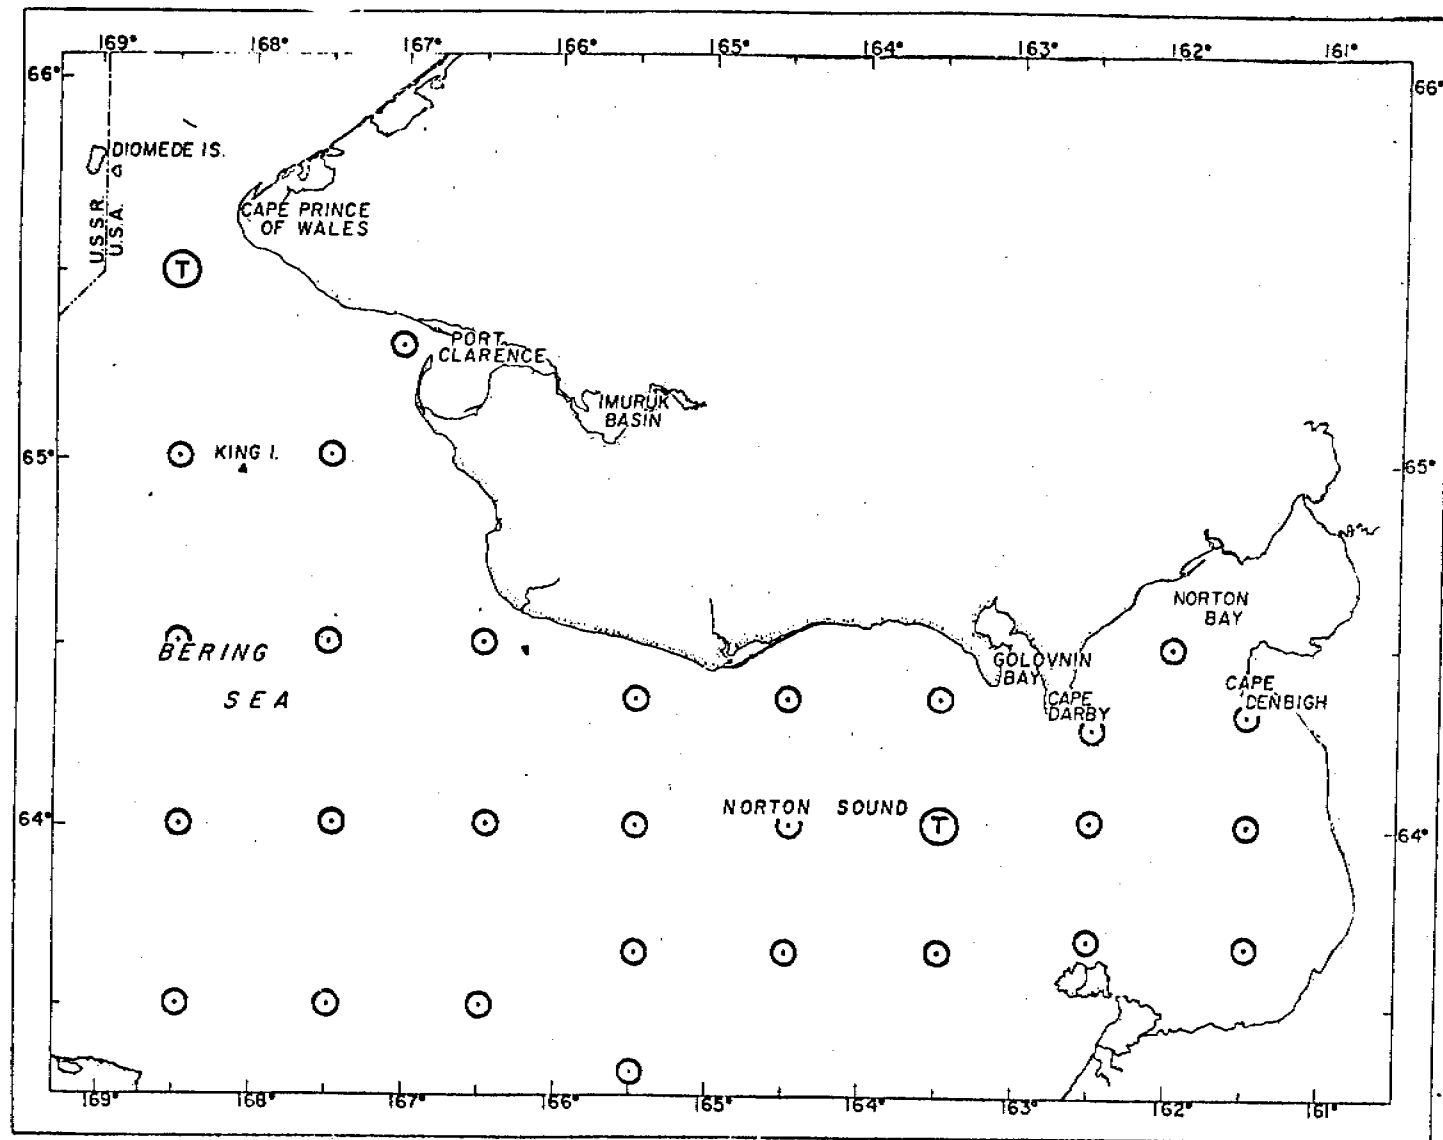 169° 168° 167° 166° 165° 164° 163° 162° 161°
66° 66°
DIOMEDE IS.
U.S.S.R.
U.S.A.
CAPE PRINCE
OF WALES
T
PORT
CLARENCE
IMURUK
BASIN
KING I.
65° 65°
NORTON
BAY
BERING
SEA
GOLOVNIN
BAY
CAPE
DARBY
CAPE
DENBIGH
NORTON SOUND
T
64° 64°
169° 168° 167° 166° 165° 164° 163° 162° 161°